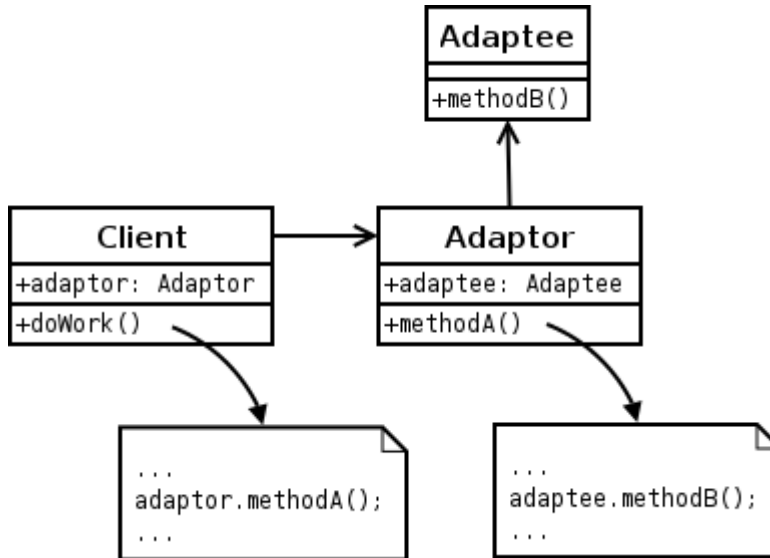 Adaptee
+methodB()
Client
+adaptor: Adaptor
+doWork()
Adaptor
+adaptee: Adaptee
+methodA()
...
adaptor.methodA();
...
...
adaptee.methodB();
...